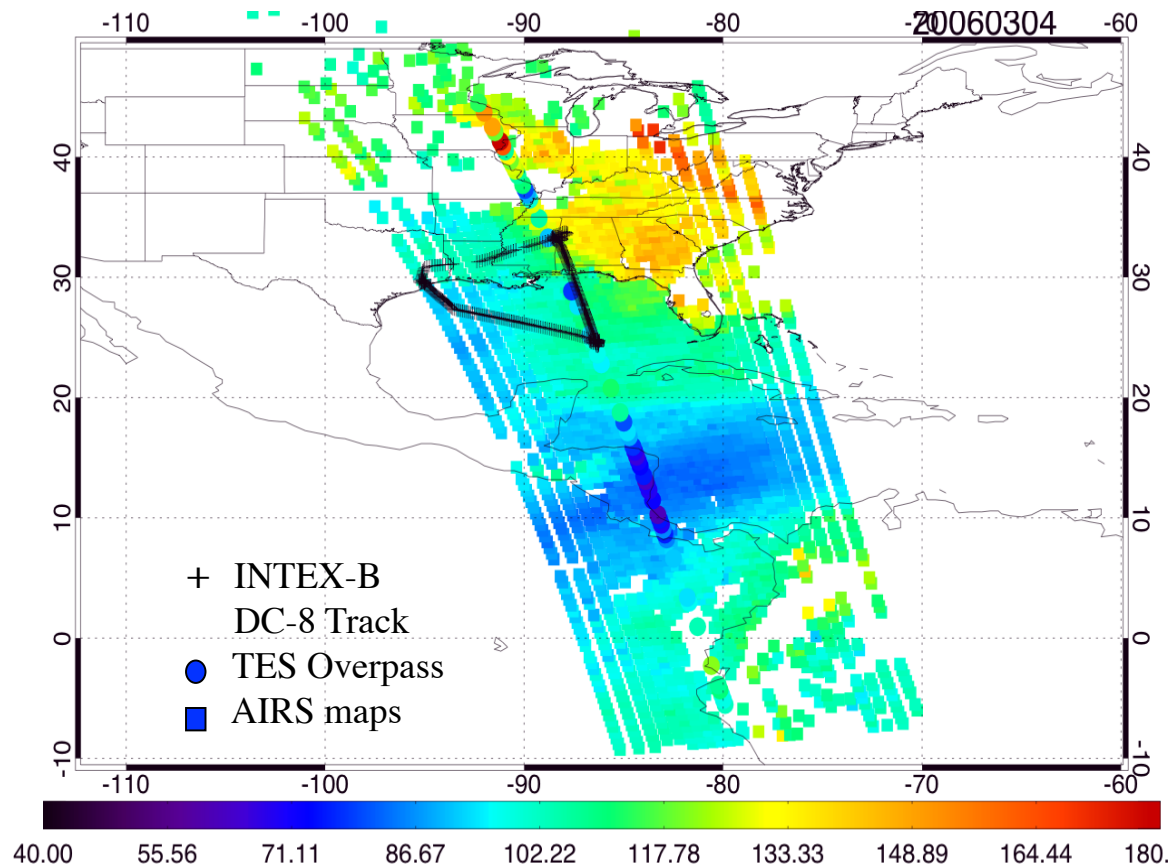 -110 -100 -90 -80 -70 -60
20060304
40 40
30 30
20 20
10 10
0 0
-10 -10
+ INTEX-B
DC-8 Track
TES Overpass
AIRS maps
-110 -100 -90 -80 -70 -60
40.00 55.56 71.11 86.67 102.22 117.78 133.33 148.89 164.44 180.